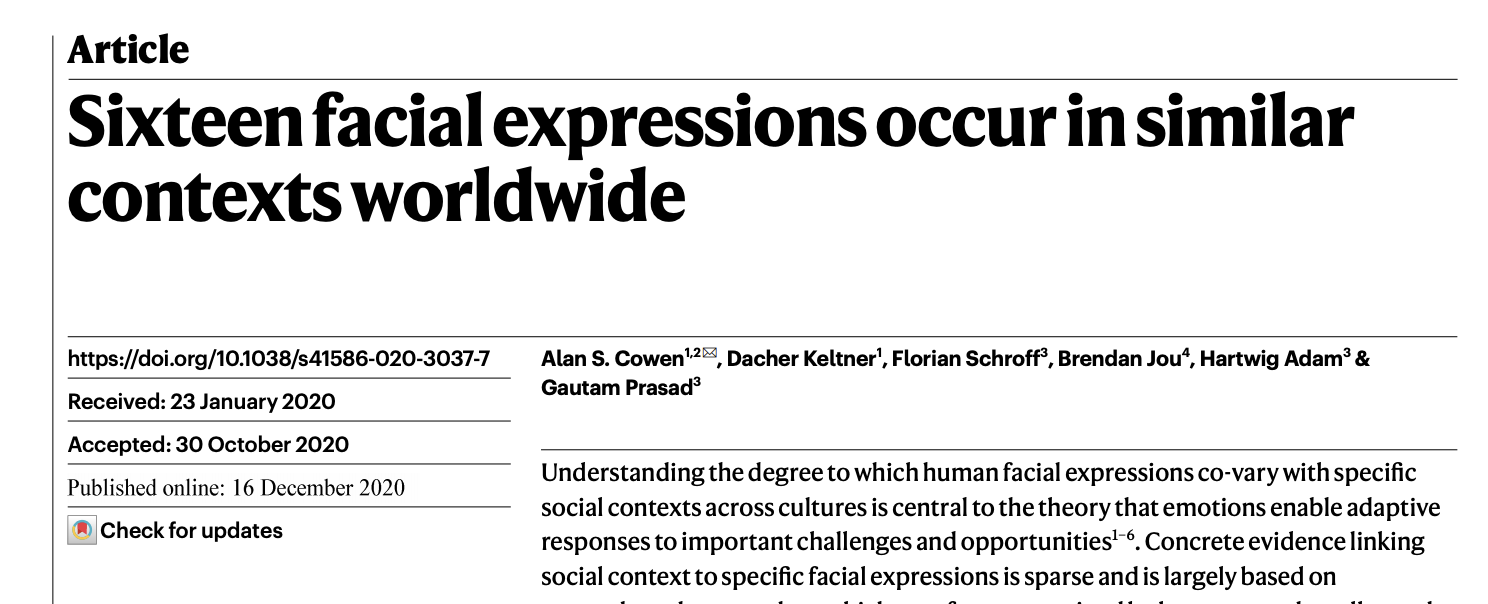 Article
Sixteen facial expressions occur in similar
contexts worldwide
https://doi.org/10.1038/s41586-020-3037-7
Received: 23 January 2020
Accepted: 30 October 2020
Published online: 16 December 2020
Check for updates
Alan S. Cowen1,2✉, Dacher Keltner1, Florian Schroff3, Brendan Jou4, Hartwig Adam3 &
Gautam Prasad3
Understanding the degree to which human facial expressions co-vary with specific
social contexts across cultures is central to the theory that emotions enable adaptive
responses to important challenges and opportunities1–6. Concrete evidence linking
social context to specific facial expressions is sparse and is largely based on